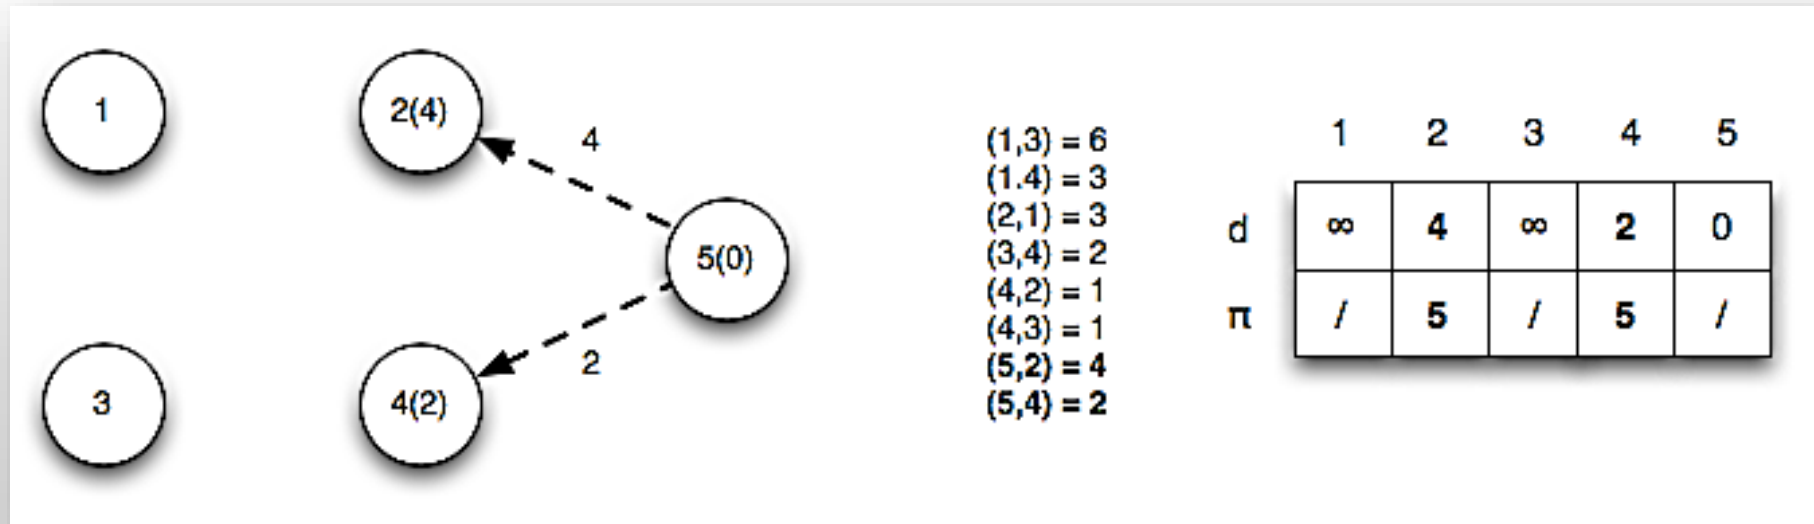 1
2(4)
4
5(0)
2
3
4(2)
(1,3) = 6
(1.4) = 3
(2,1) = 3
(3,4) = 2
(4,2) = 1
(4,3) = 1
(5,2) = 4
(5,4) = 2
1 2 3 4 5
d ∞ 4 ∞ 2 0
π / 5 / 5 /